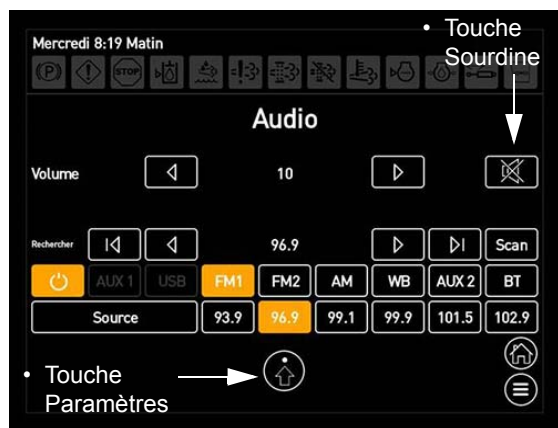 Mercredi 8:19 Matin
• Touche
Sourdine
(P) STOP
Audio
Volume 10
Rechercher 96.9 Scan
AUX 1 USB FM1 FM2 AM WB AUX 2 BT
Source 93.9 96.9 99.1 99.9 101.5 102.9
• Touche
Paramètres